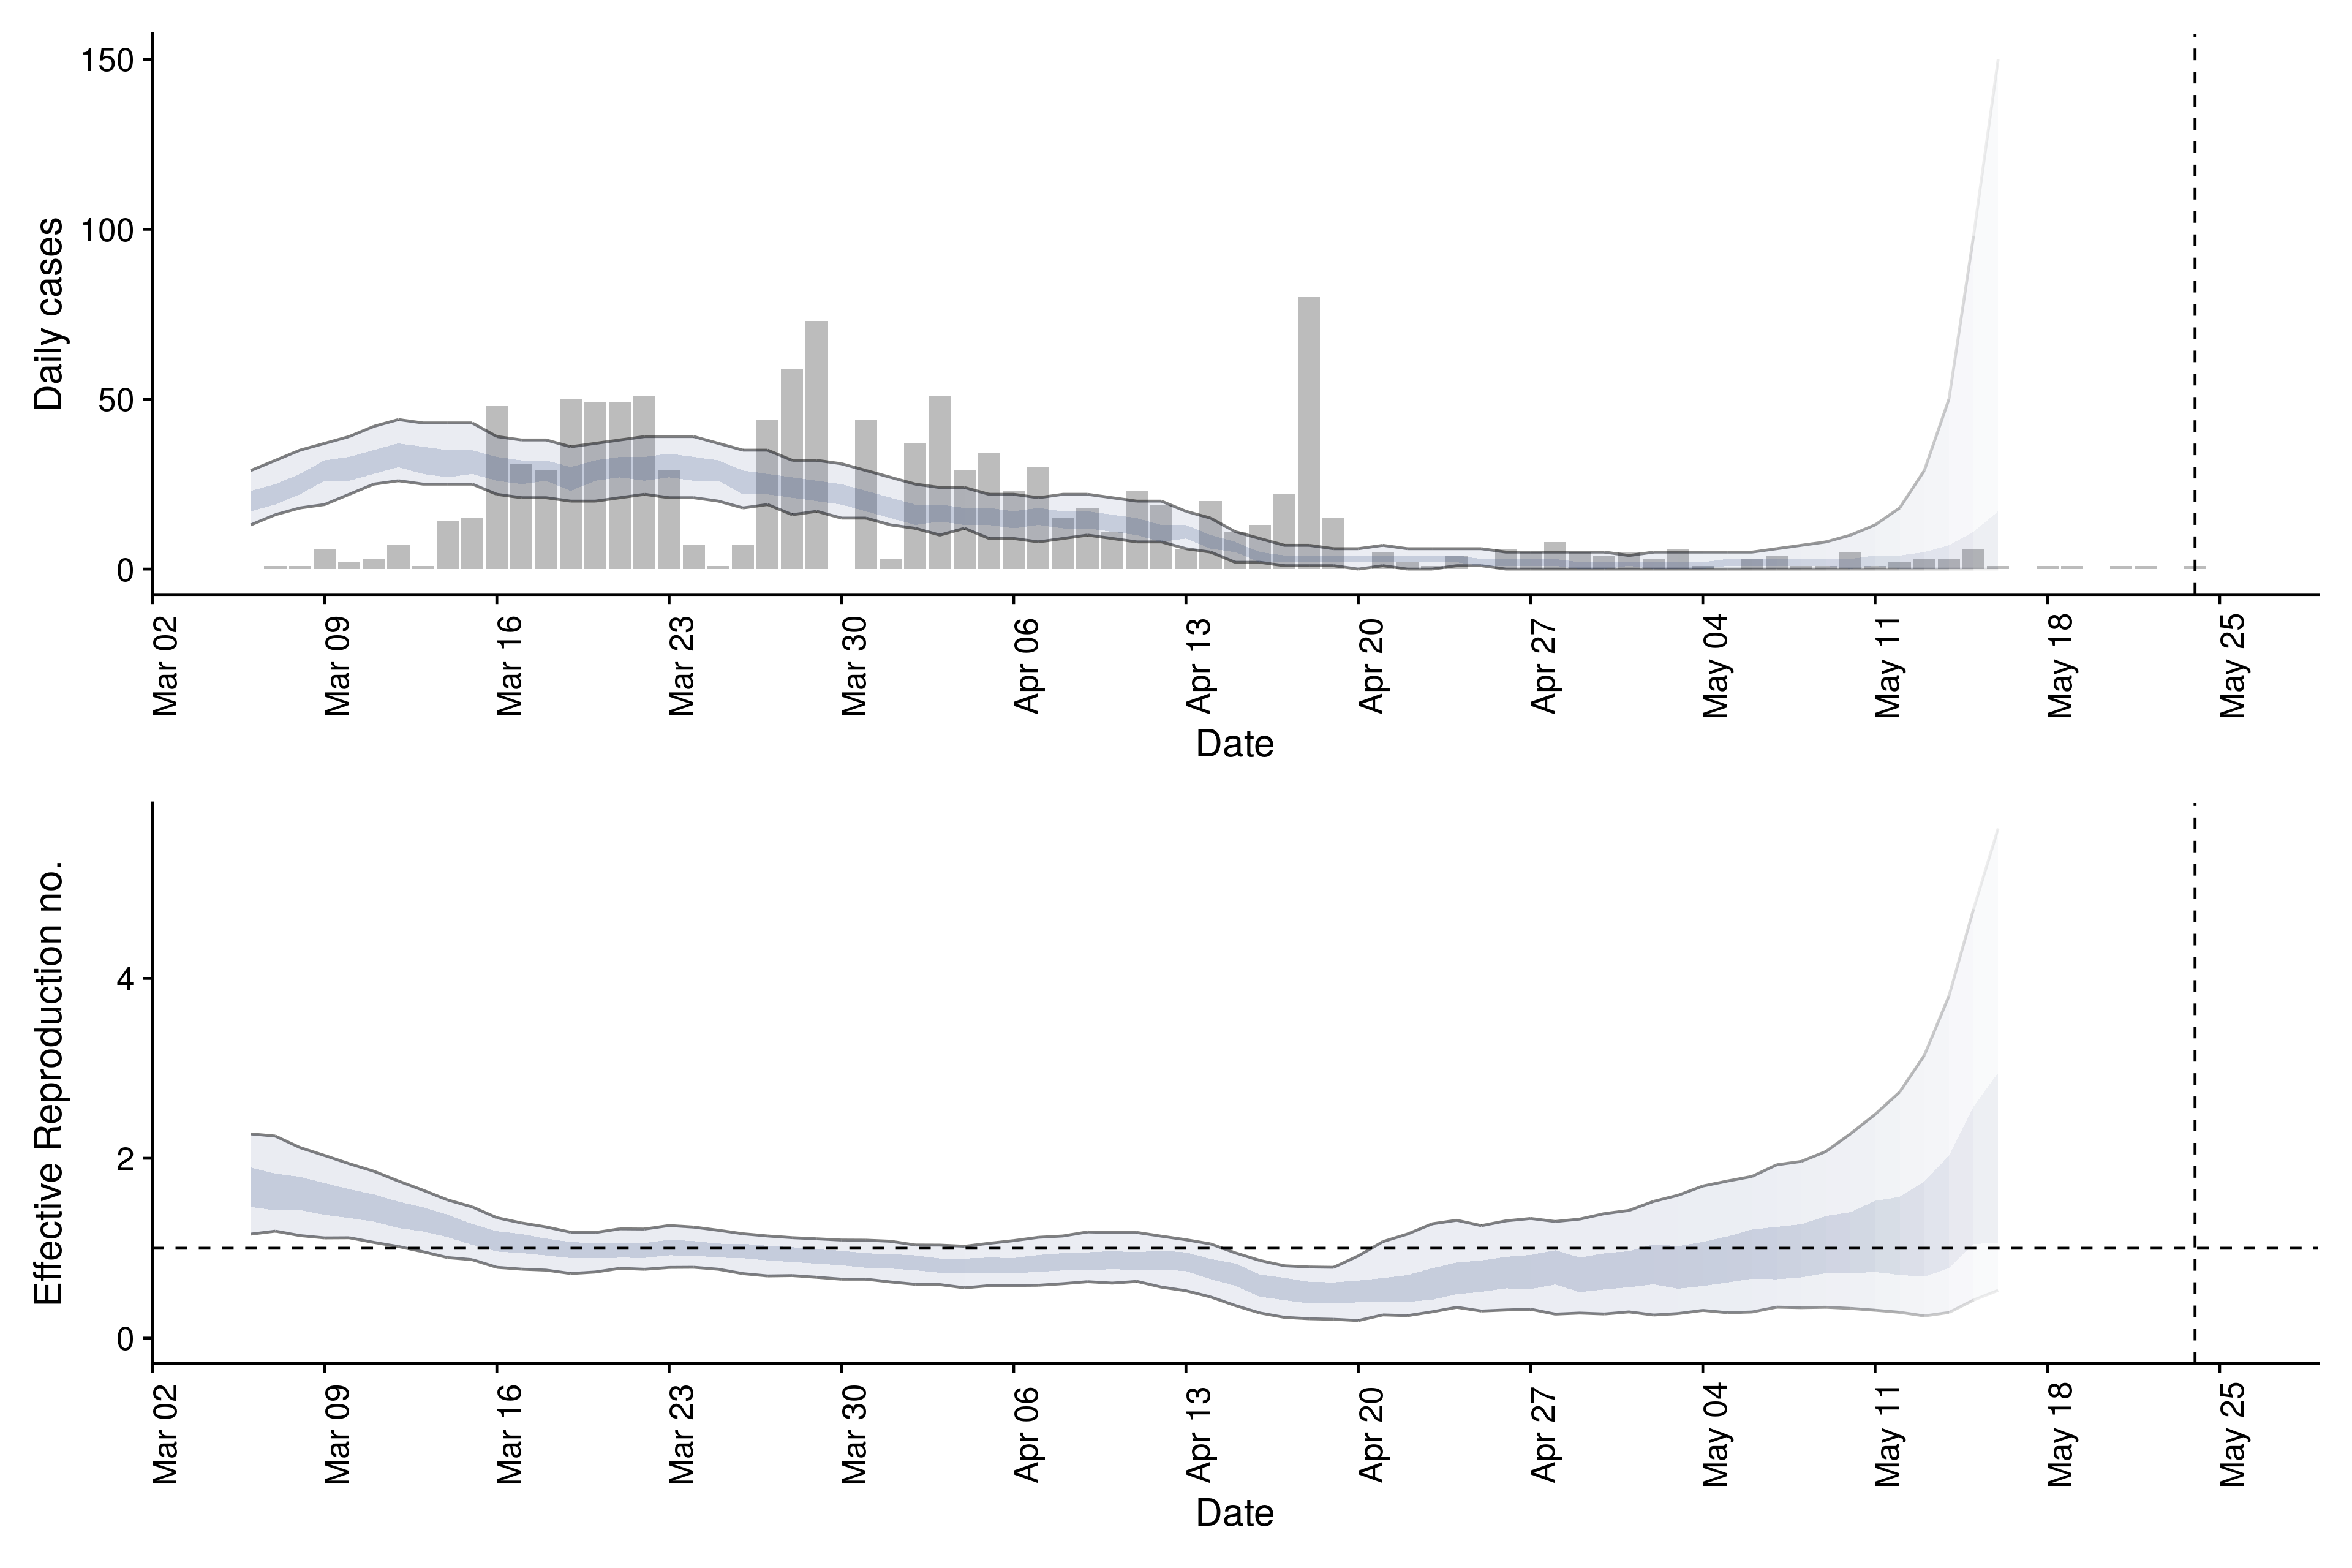 Daily cases
150
100
50
0
Mar 02
Mar 09
Mar 16
Mar 23
Mar 30
Apr 06
Apr 13
Apr 20
Apr 27
May 04
May 11
May 18
May 25
Date
Effective Reproduction no.
4
2
0
Mar 02
Mar 09
Mar 16
Mar 23
Mar 30
Apr 06
Apr 13
Apr 20
Apr 27
May 04
May 11
May 18
May 25
Date